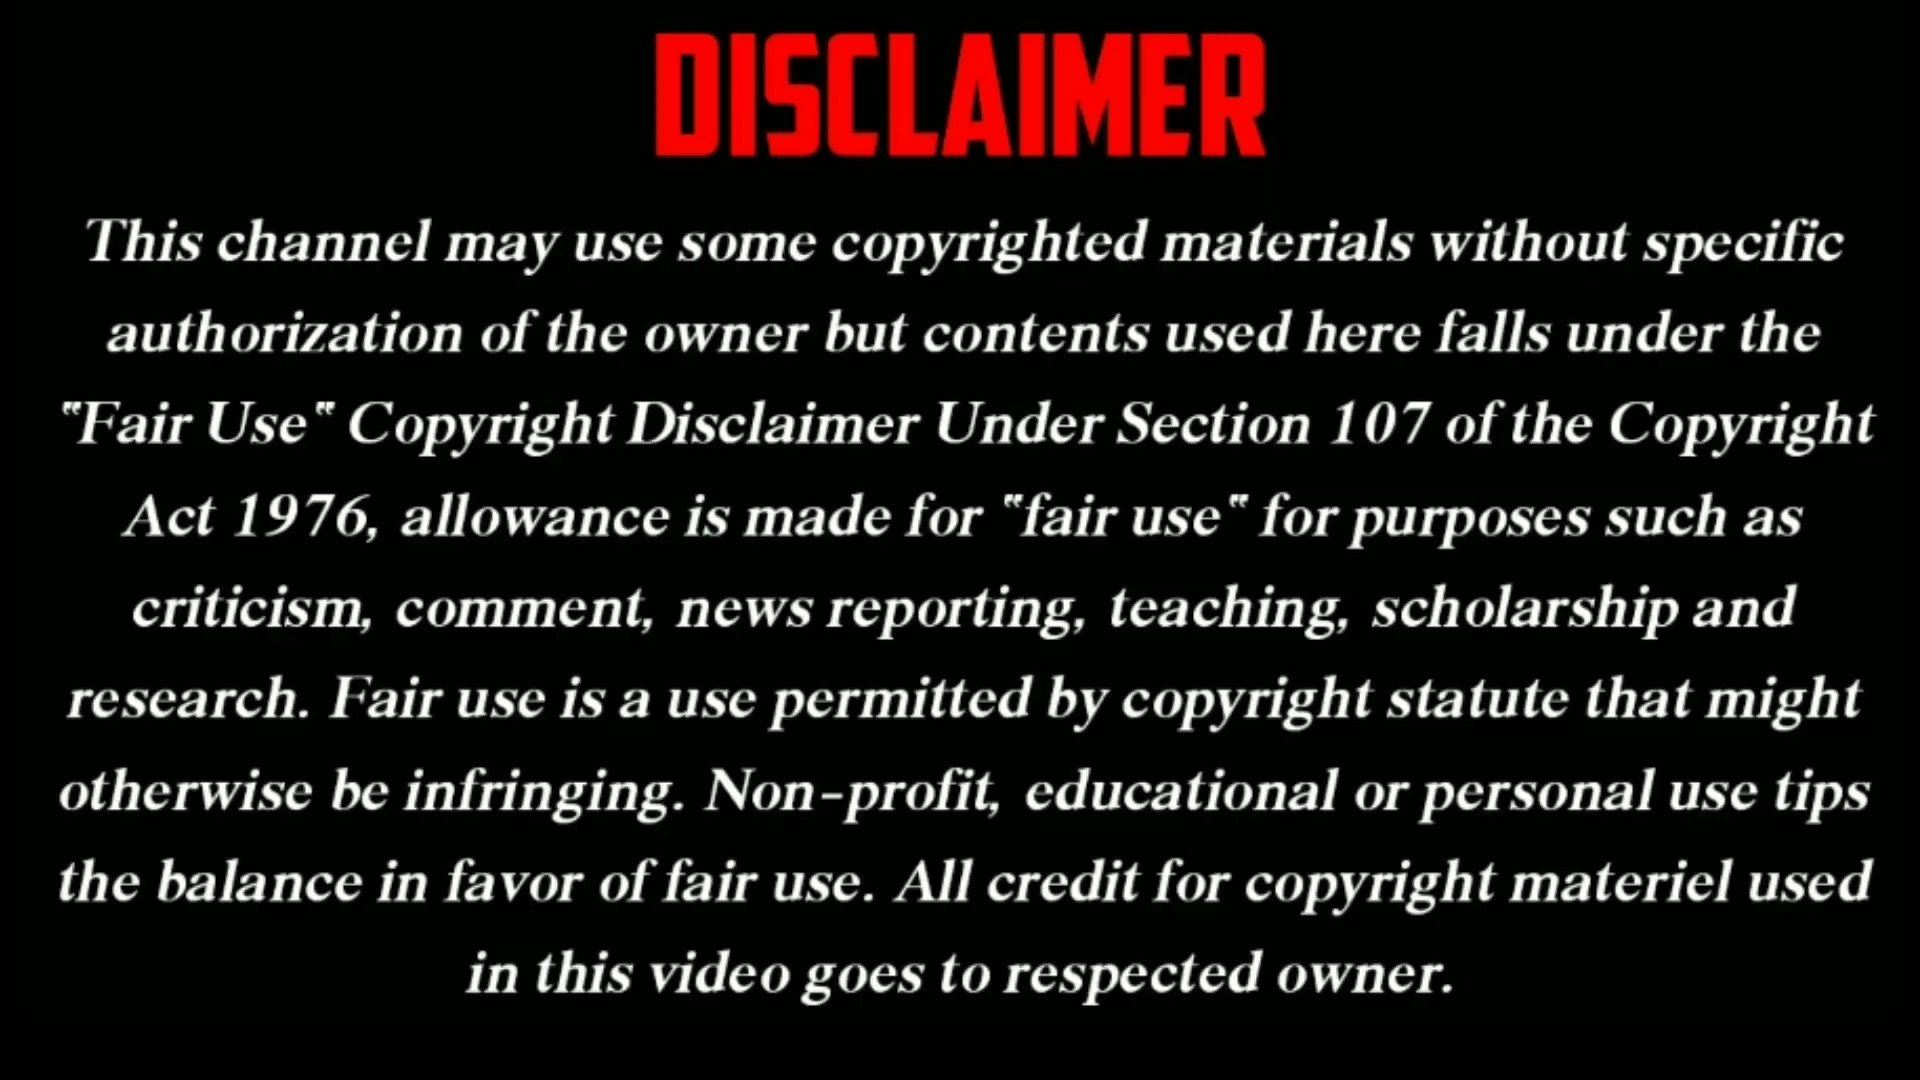 DISCLAIMER
This channel may use some copyrighted materials without specific
authorization of the owner but contents used here falls under the
"Fair Use" Copyright Disclaimer Under Section 107 of the Copyright
Act 1976, allowance is made for "fair use" for purposes such as
criticism, comment, news reporting, teaching, scholarship and
research. Fair use is a use permitted by copyright statute that might
otherwise be infringing. Non-profit, educational or personal use tips
the balance in favor of fair use. All credit for copyright materiel used
in this video goes to respected owner.